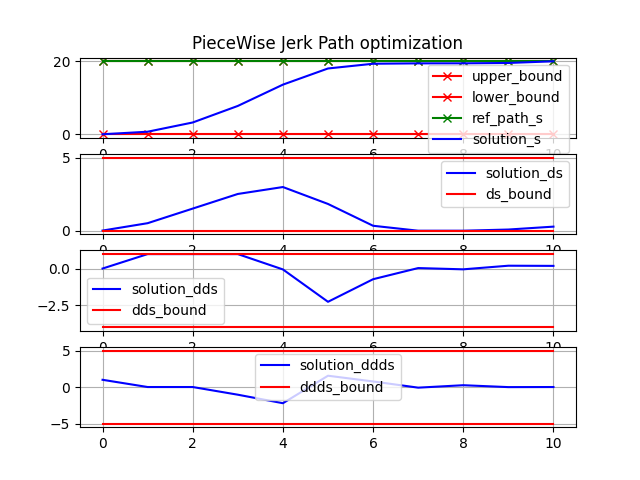 PieceWise Jerk Path optimization
20
0
upper_bound
lower_bound
ref_path_s
solution_s
0 2 4 6 8 10
5
0
solution_ds
ds_bound
0 2 4 6 8 10
0.0
−2.5
solution_dds
dds_bound
0 2 4 6 8 10
5
0
−5
solution_ddds
ddds_bound
0 2 4 6 8 10